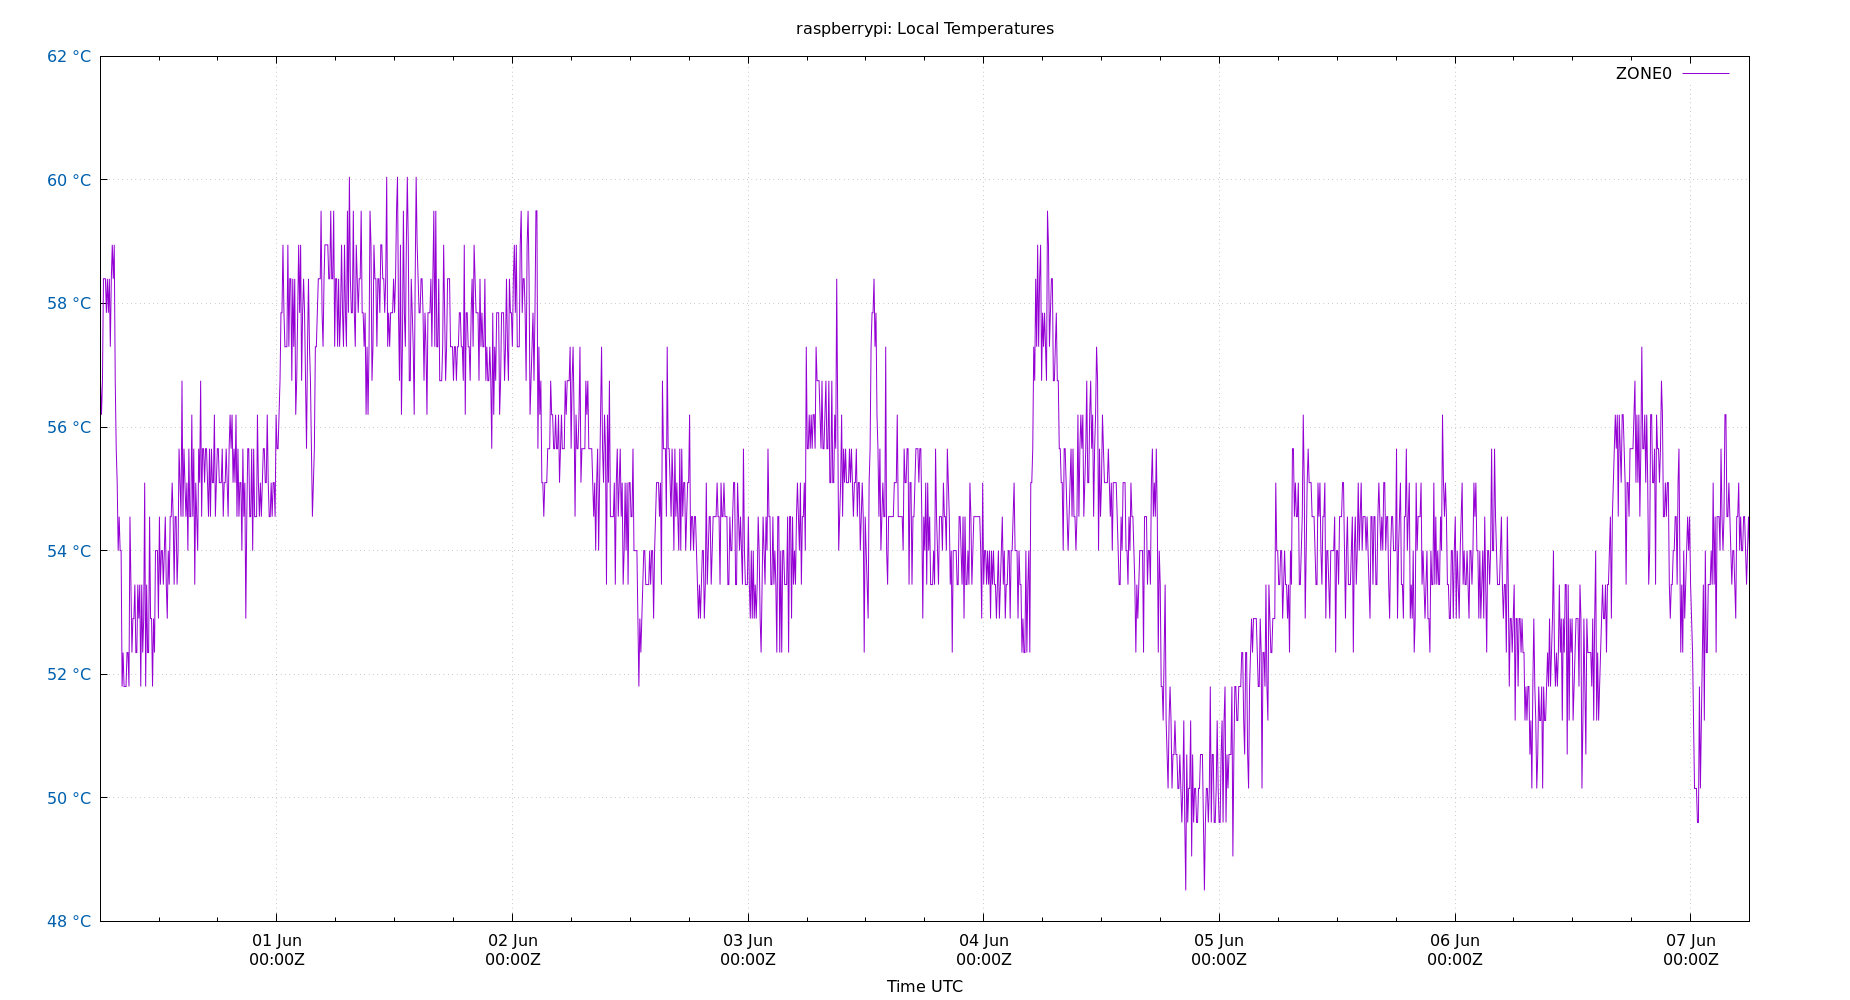 raspberrypi: Local Temperatures
62 °C
ZONE0
60 °C
58 °C
56 °C
54 °C
52 °C
50 °C
48 °C
01 Jun 02 Jun 03 Jun 04 Jun 05 Jun 06 Jun 07 Jun
00:00Z 00:00Z 00:00Z 00:00Z 00:00Z 00:00Z 00:00Z
Time UTC